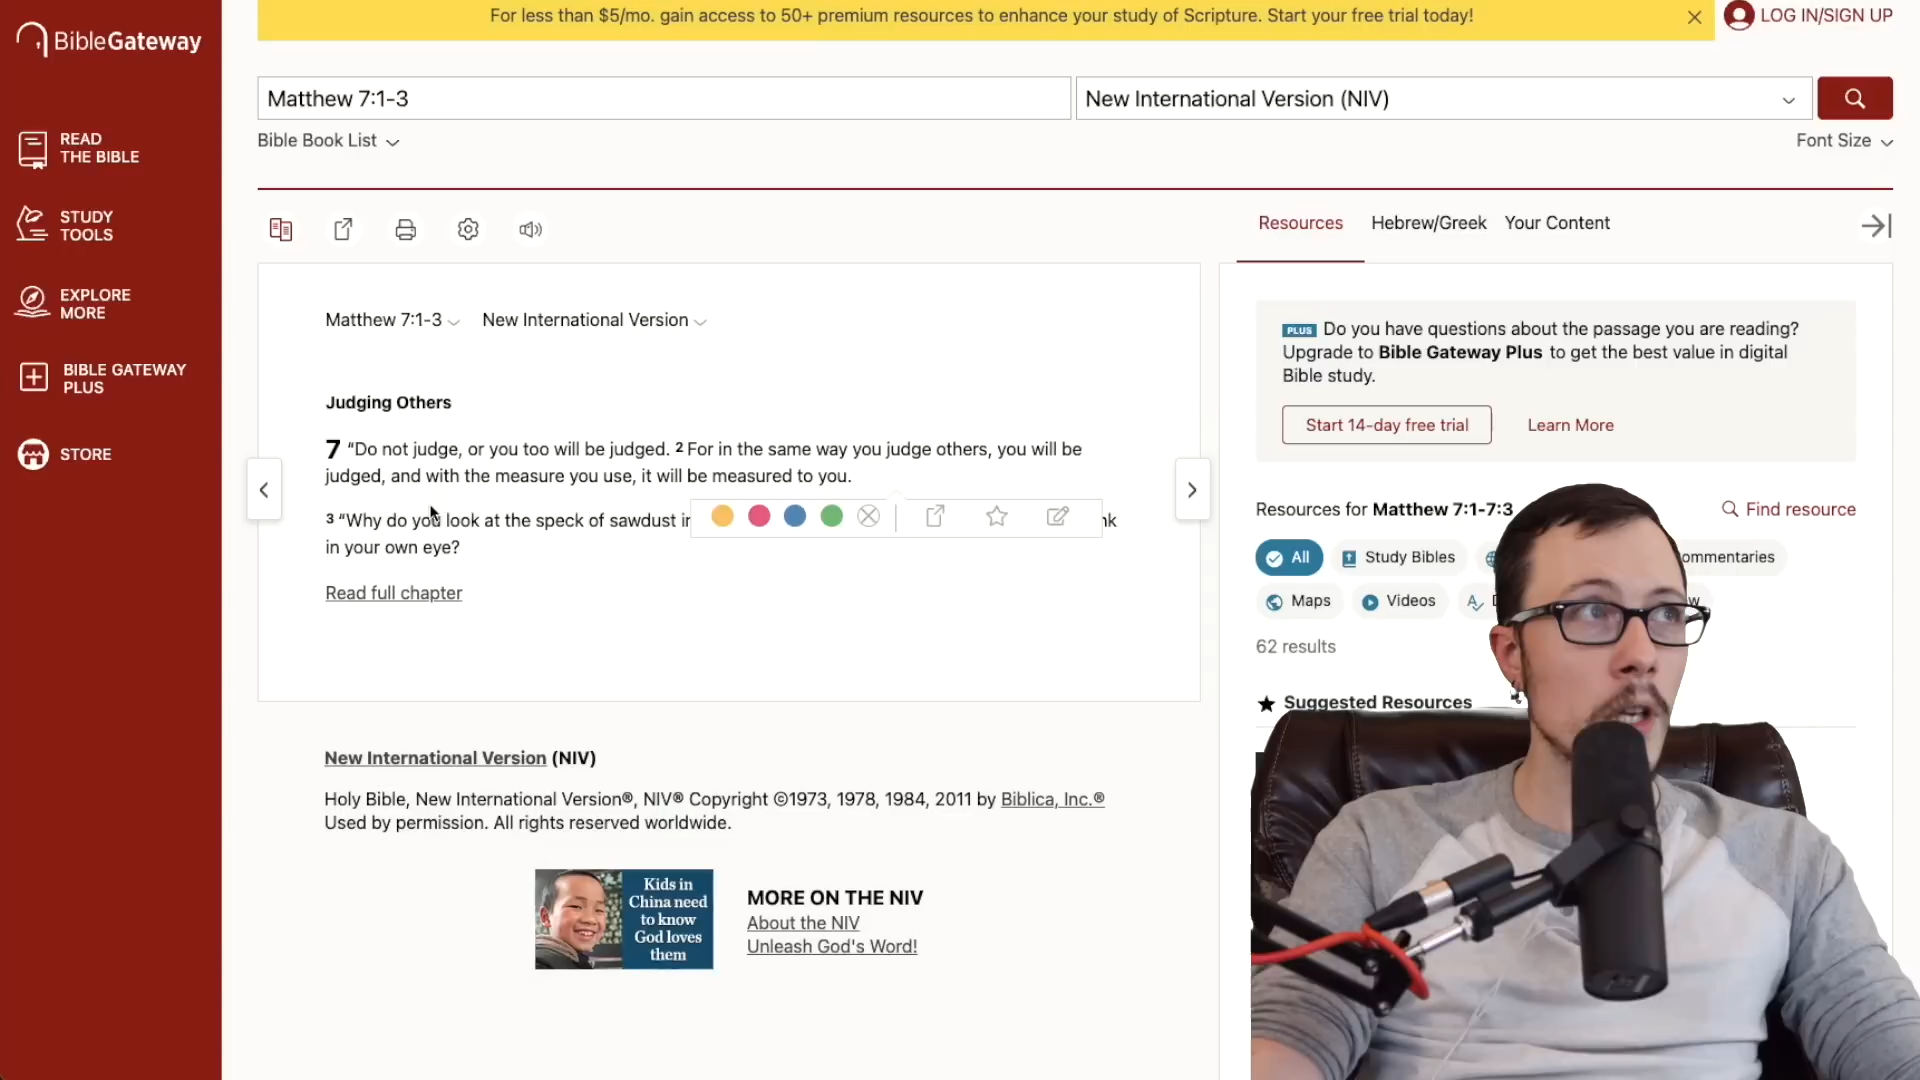 For less than $5/mo. gain access to 50+ premium resources to enhance your study of Scripture. Start your free trial today!
LOG IN/SIGN UP
BibleGateway
Matthew 7:1-3
New International Version (NIV)
Bible Book List
Font Size
READ
THE BIBLE
STUDY
TOOLS
EXPLORE
MORE
BIBLE GATEWAY
PLUS
STORE
Resources
Hebrew/Greek
Your Content
Matthew 7:1-3
New International Version
Judging Others
7 “Do not judge, or you too will be judged. 2 For in the same way you judge others, you will be
judged, and with the measure you use, it will be measured to you.
3 “Why do you look at the speck of sawdust
in your own eye?
Read full chapter
New International Version (NIV)
Holy Bible, New International Version®, NIV® Copyright ©1973, 1978, 1984, 2011 by Biblica, Inc.®
Used by permission. All rights reserved worldwide.
Kids in
China need
to know
God loves
them
MORE ON THE NIV
About the NIV
Unleash God's Word!
PLUS Do you have questions about the passage you are reading?
Upgrade to Bible Gateway Plus to get the best value in digital
Bible study.
Start 14-day free trial
Learn More
Resources for Matthew 7:1-7:3
Find resource
All
Study Bibles
ommentaries
Maps
Videos
62 results
Suggested Resources